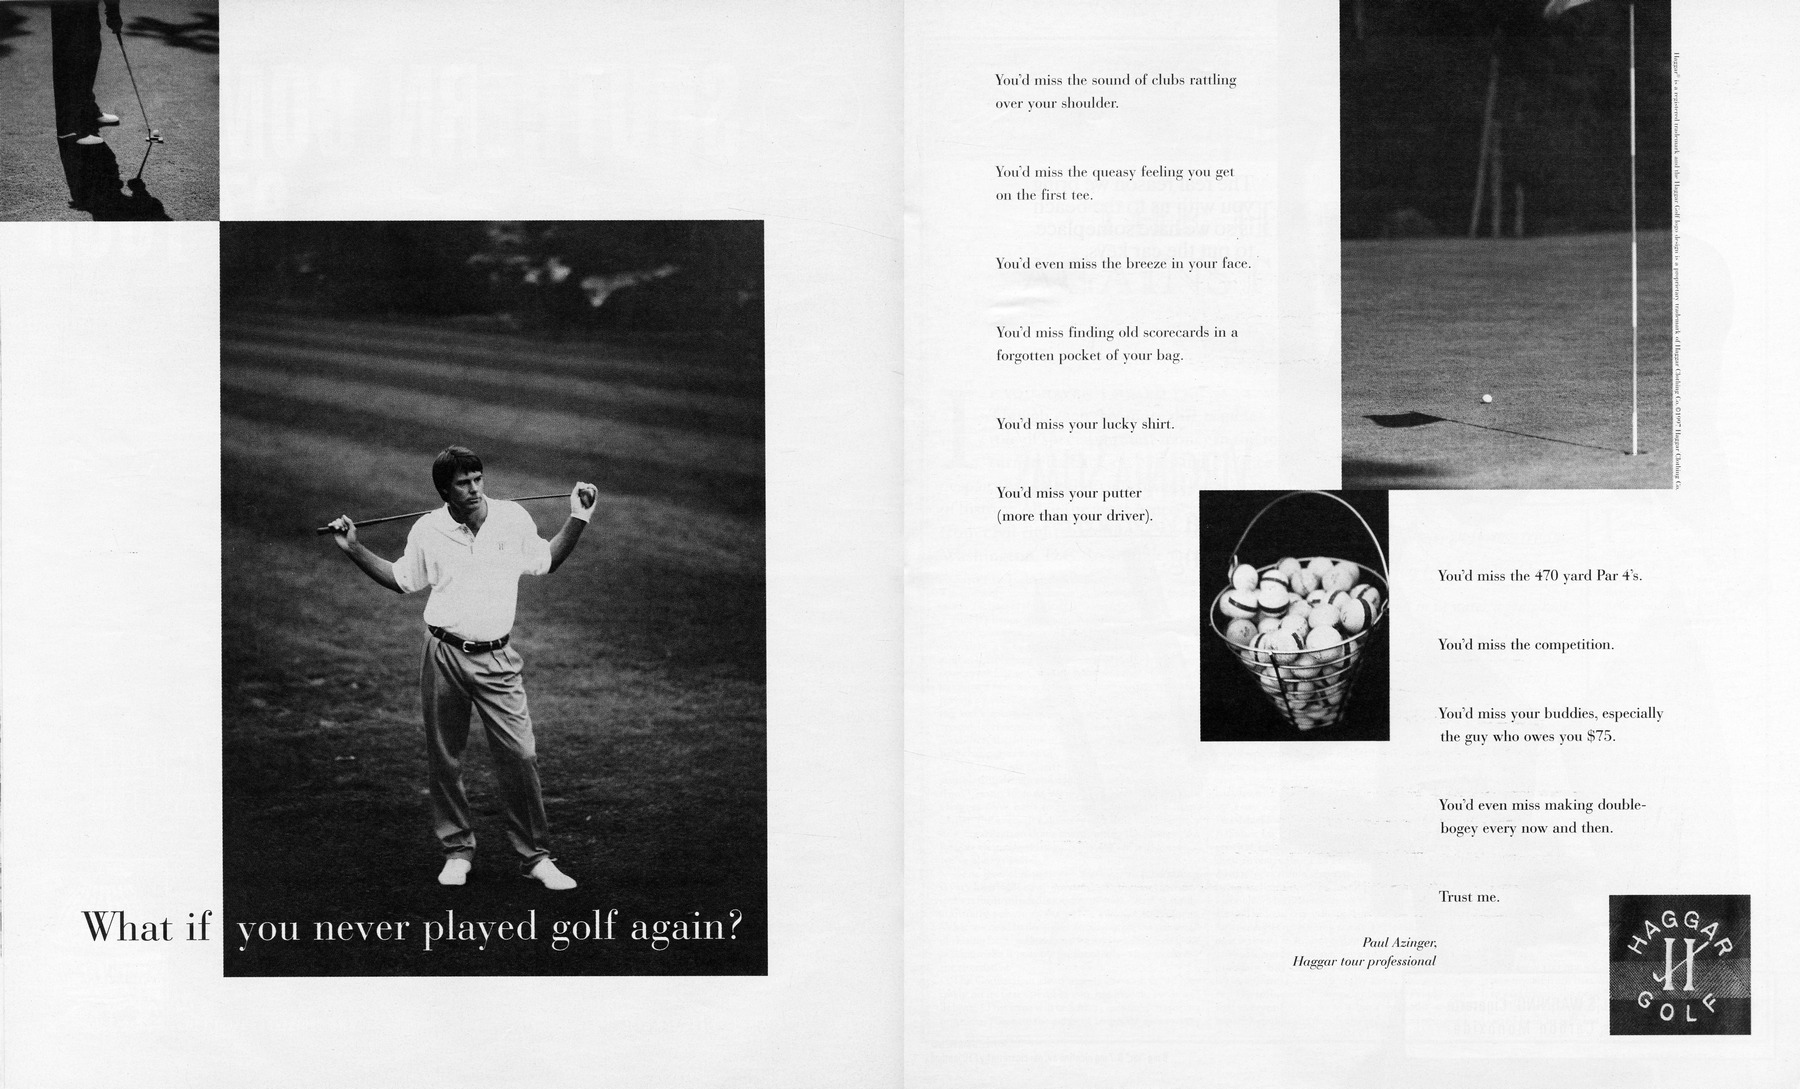 What if you never played golf again?
You'd miss the sound of clubs rattling
over your shoulder.
You'd miss the queasy feeling you get
on the first tee.
You'd even miss the breeze in your face.
You'd miss finding old scorecards in a
forgotten pocket of your bag.
You'd miss your lucky shirt.
You'd miss your putter
(more than your driver).
You'd miss the 470 yard Par 4's.
You'd miss the competition.
You'd miss your buddies, especially
the guy who owes you $75.
You'd even miss making double-
bogey every now and then.
Trust me.
Paul Azinger,
Haggar tour professional
HAGGAR
H
GOLF
Haggar® is a registered trademark and the Haggar Golf logo design is a proprietary trademark of Haggar Clothing Co. ©1997 Haggar Clothing Co.